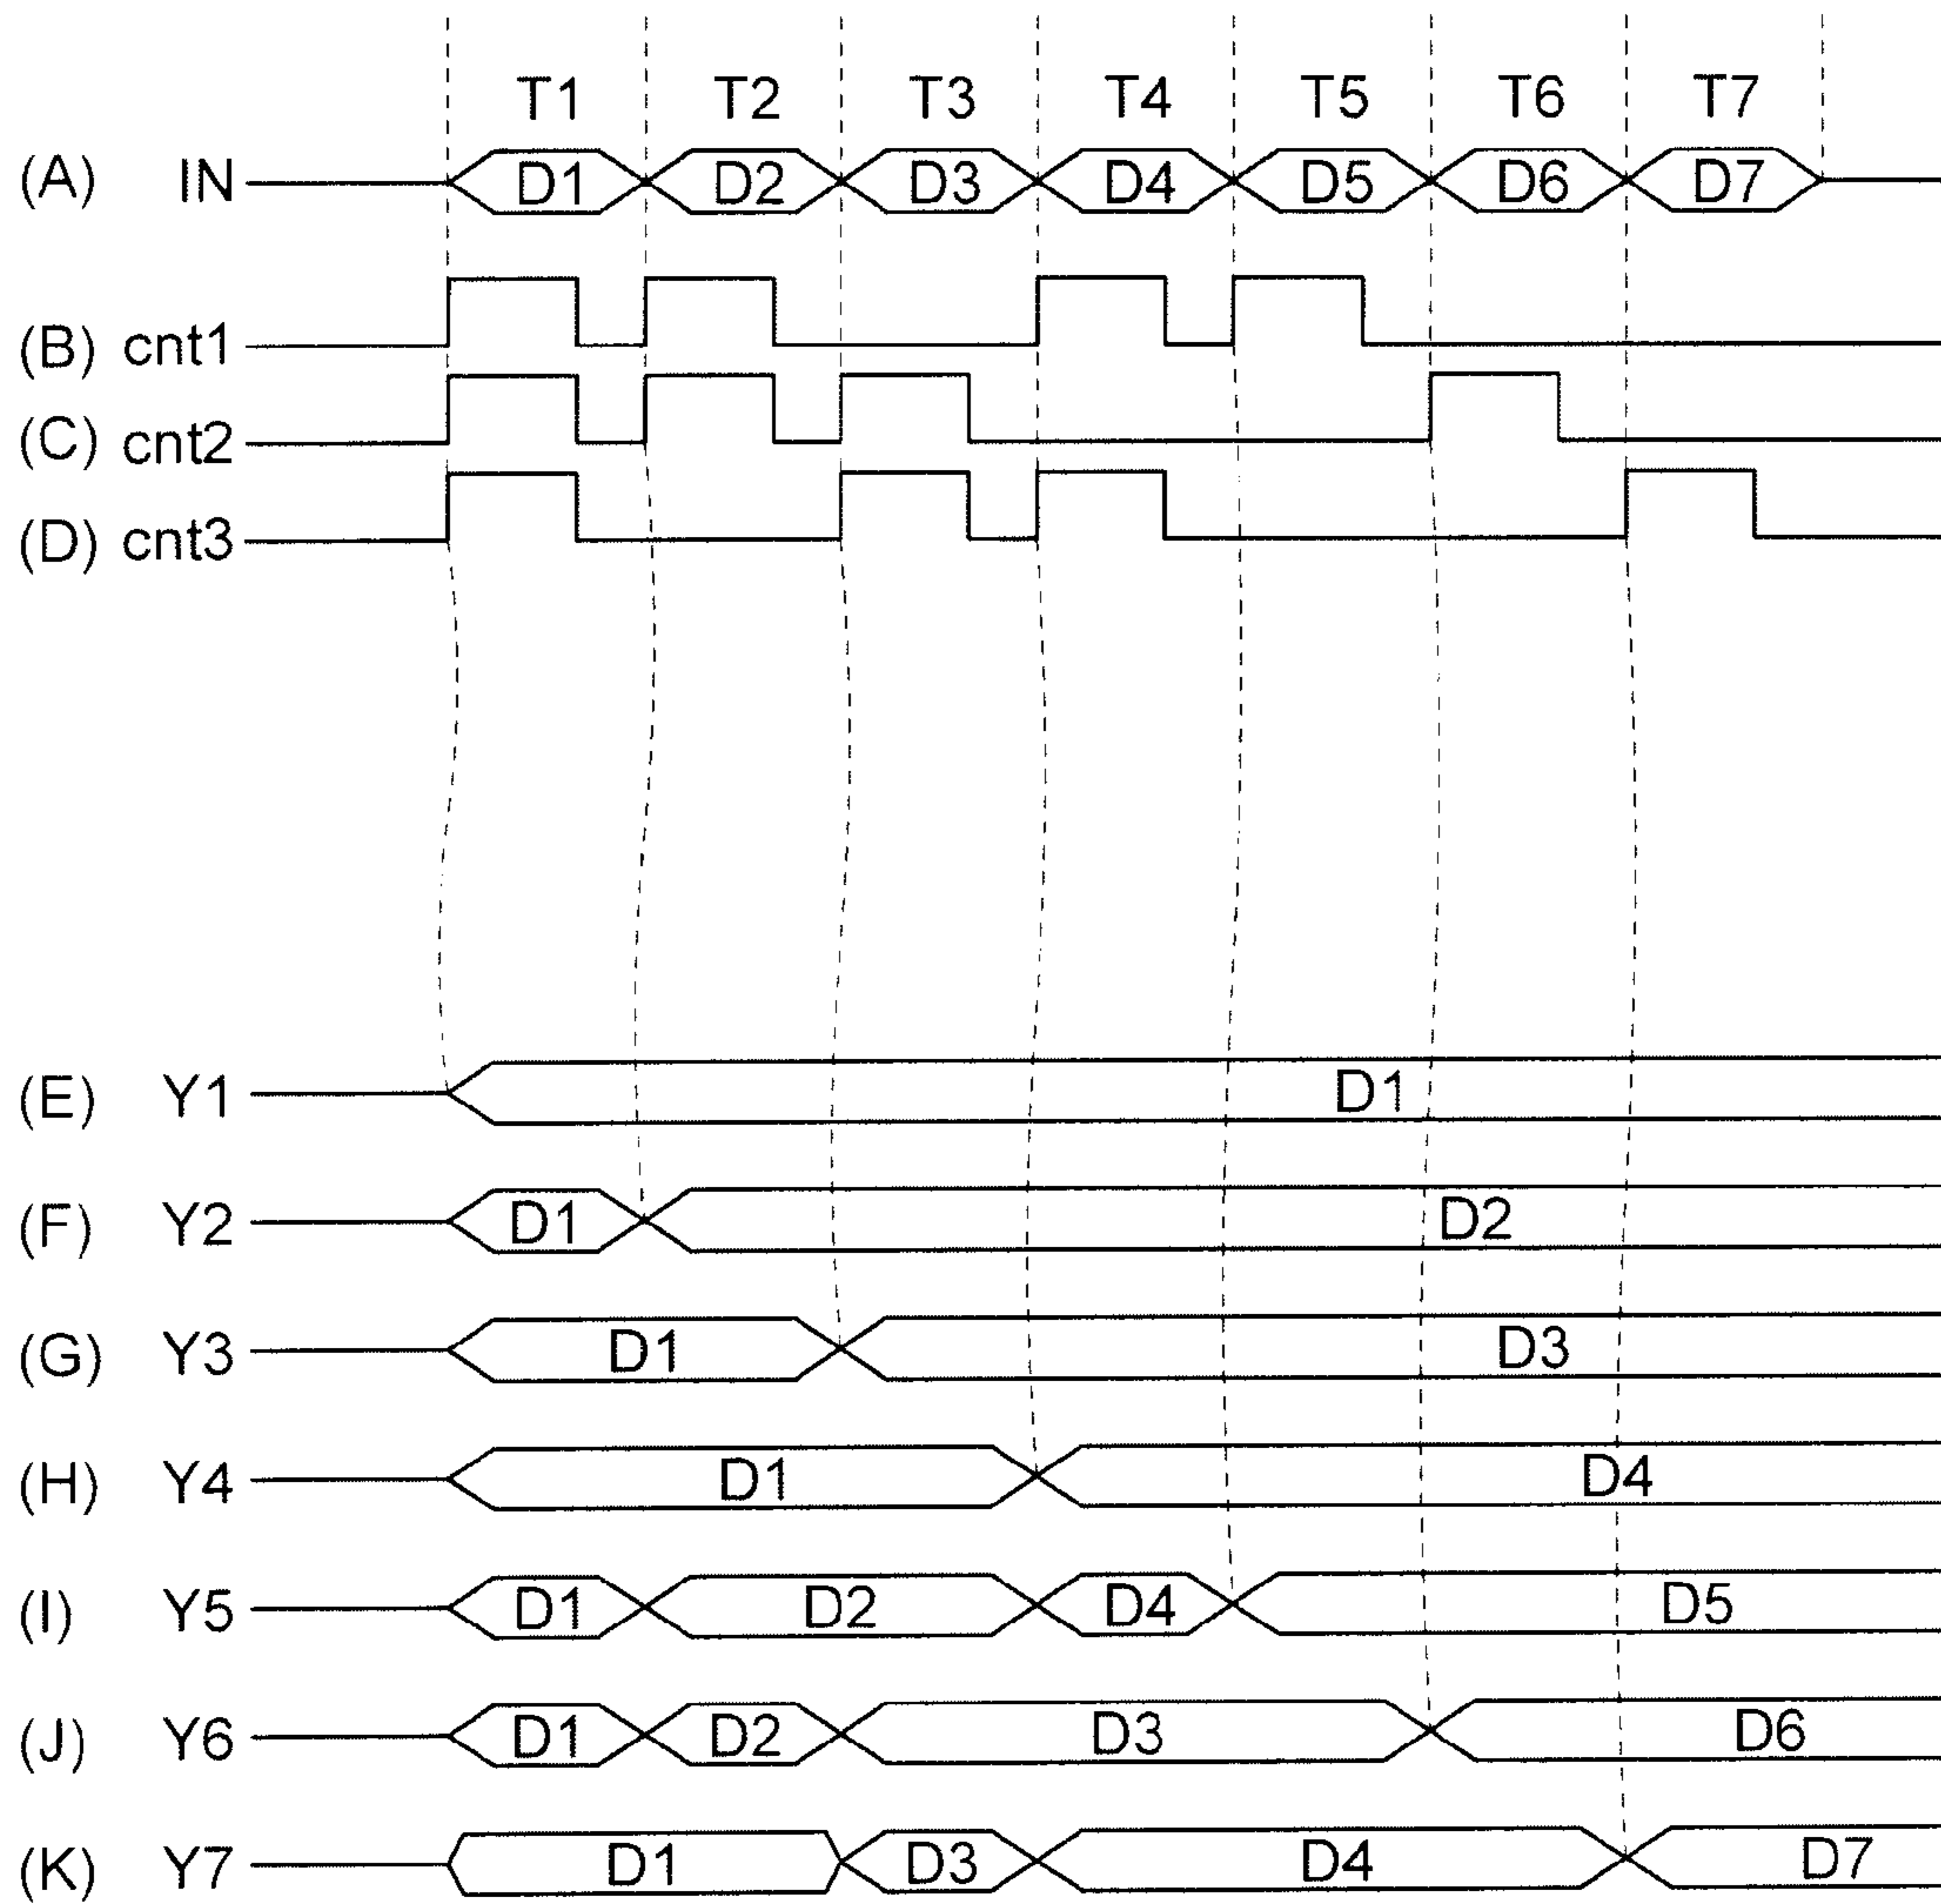 T1 T2 T3 T4 T5 T6 T7
(A) IN D1 D2 D3 D4 D5 D6 D7
(B) cnt1
(C) cnt2
(D) cnt3
(E) Y1 D1
(F) Y2 D1 D2
(G) Y3 D1 D3
(H) Y4 D1 D4
(I) Y5 D1 D2 D4 D5
(J) Y6 D1 D2 D3 D6
(K) Y7 D1 D3 D4 D7